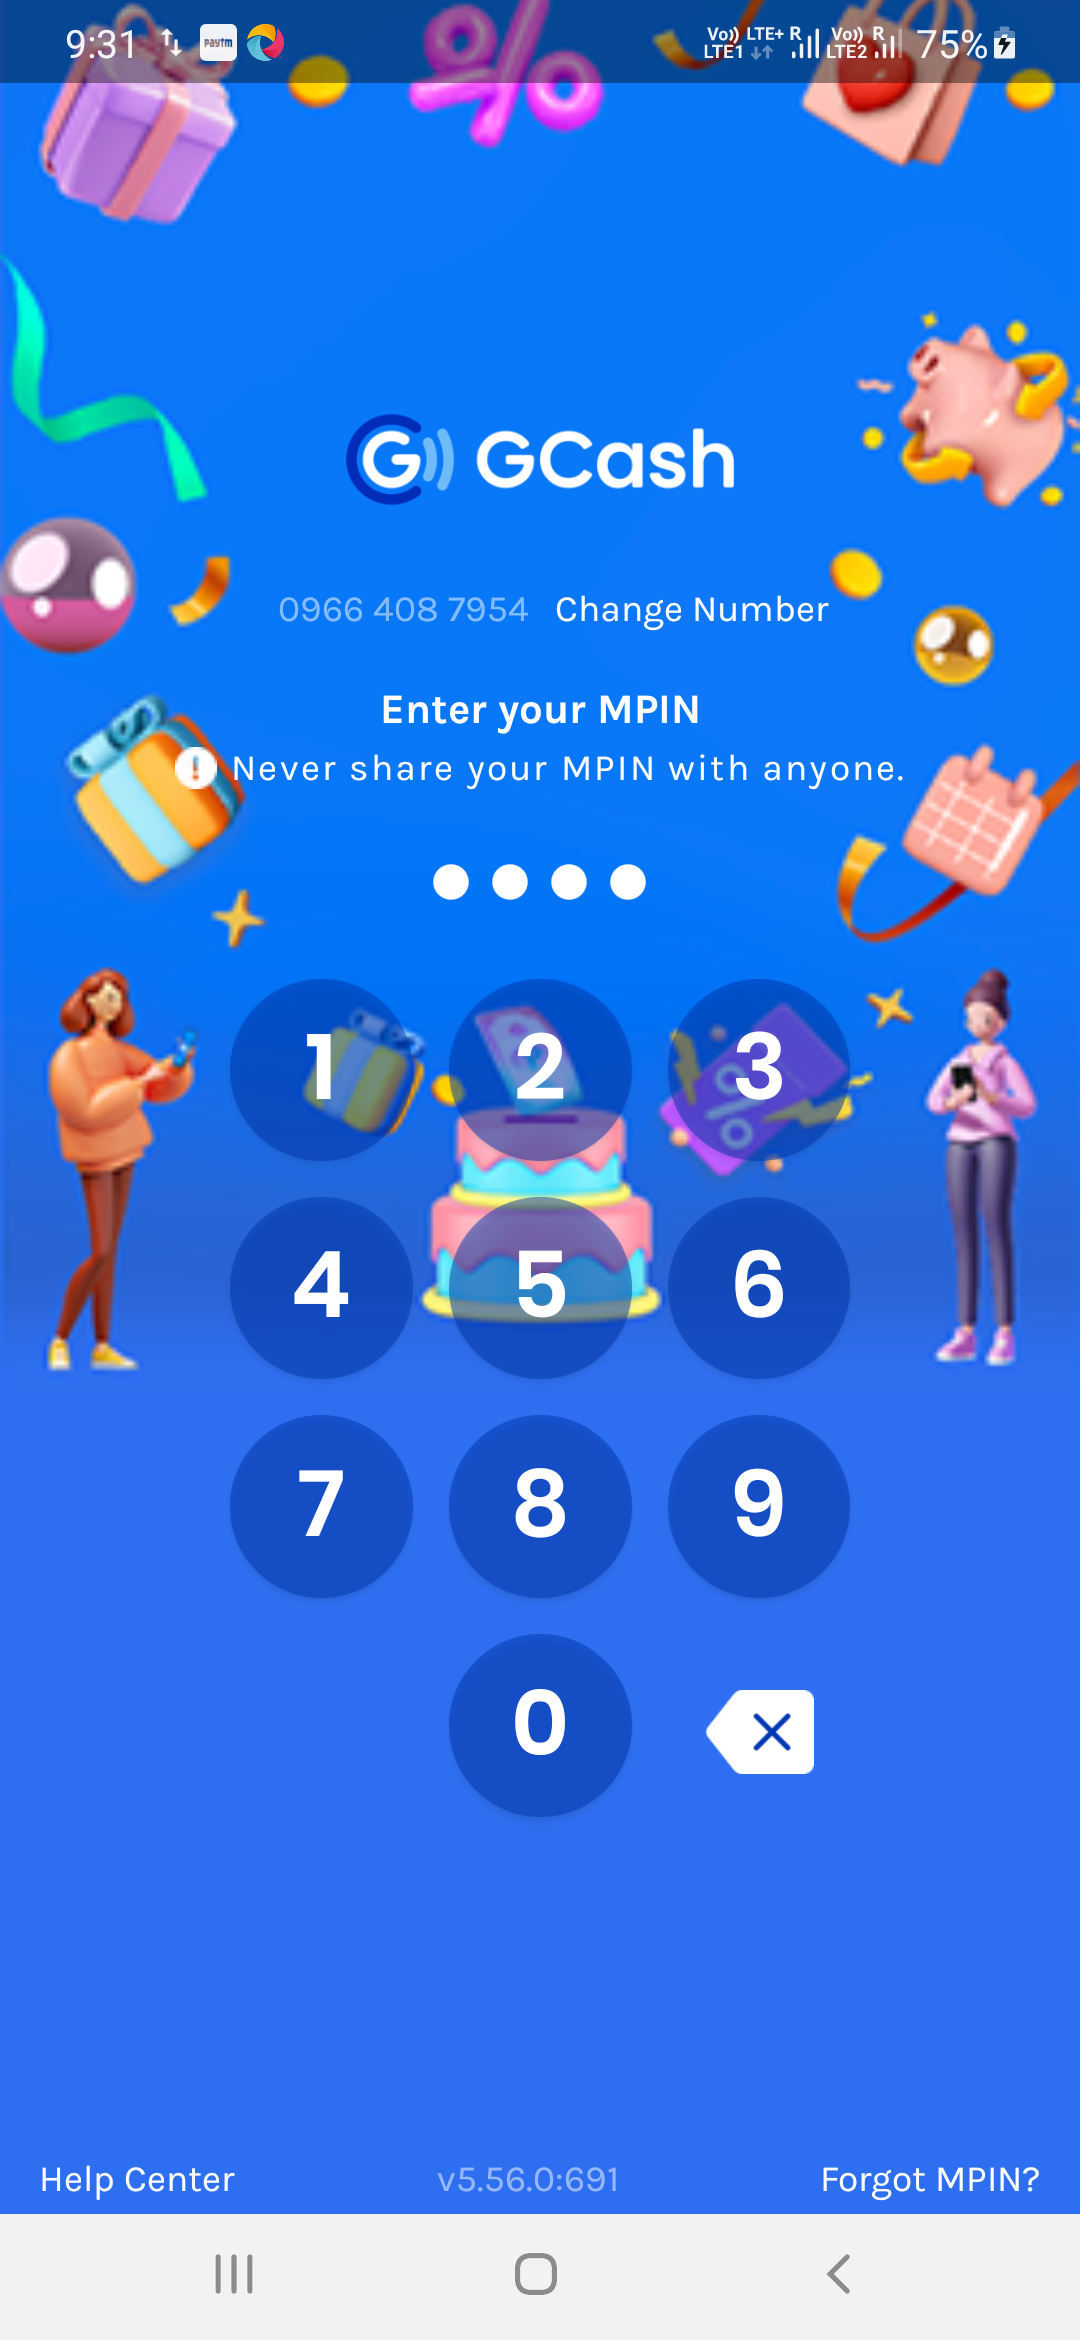 9:31 paytm Vo)) LTE1 LTE+ R Vo)) LTE2 R 75%
GCash
0966 408 7954 Change Number
Enter your MPIN
! Never share your MPIN with anyone.
1 2 3
4 5 6
7 8 9
0
Help Center v5.56.0:691 Forgot MPIN?